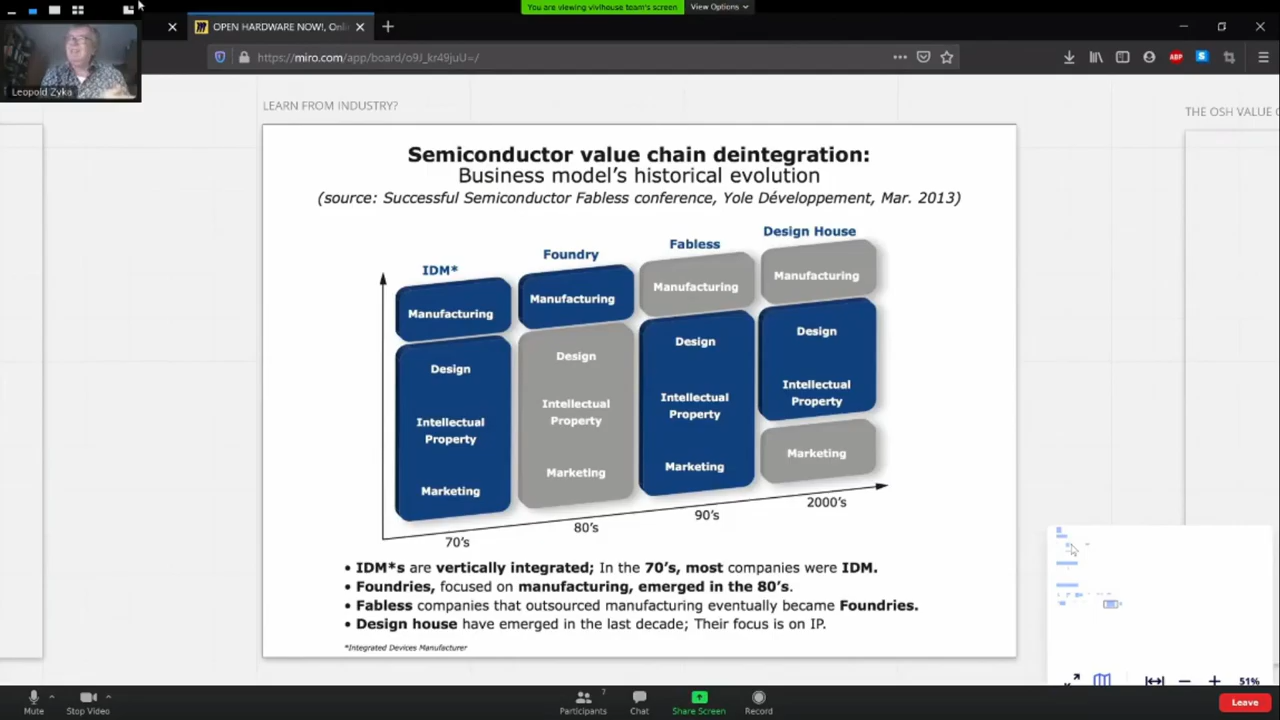 You are viewing vivihouse team's screen
View Options
OPEN HARDWARE NOW!, Onli
https://miro.com/app/board/o9J_kr49juU=/
ABP
S
Leopold Zyka
LEARN FROM INDUSTRY?
THE OSH VALUE C
Semiconductor value chain deintegration:
Business model's historical evolution
(source: Successful Semiconductor Fabless conference, Yole Développement, Mar. 2013)
IDM*
Foundry
Fabless
Design House
Manufacturing
Manufacturing
Manufacturing
Manufacturing
Design
Design
Design
Design
Intellectual
Property
Intellectual
Property
Intellectual
Property
Intellectual
Property
Marketing
Marketing
Marketing
Marketing
70's
80's
90's
2000's
• IDM*s are vertically integrated; In the 70's, most companies were IDM.
• Foundries, focused on manufacturing, emerged in the 80's.
• Fabless companies that outsourced manufacturing eventually became Foundries.
• Design house have emerged in the last decade; Their focus is on IP.
*Integrated Devices Manufacturer
51%
Mute
Stop Video
Participants
7
Chat
Share Screen
Record
Leave